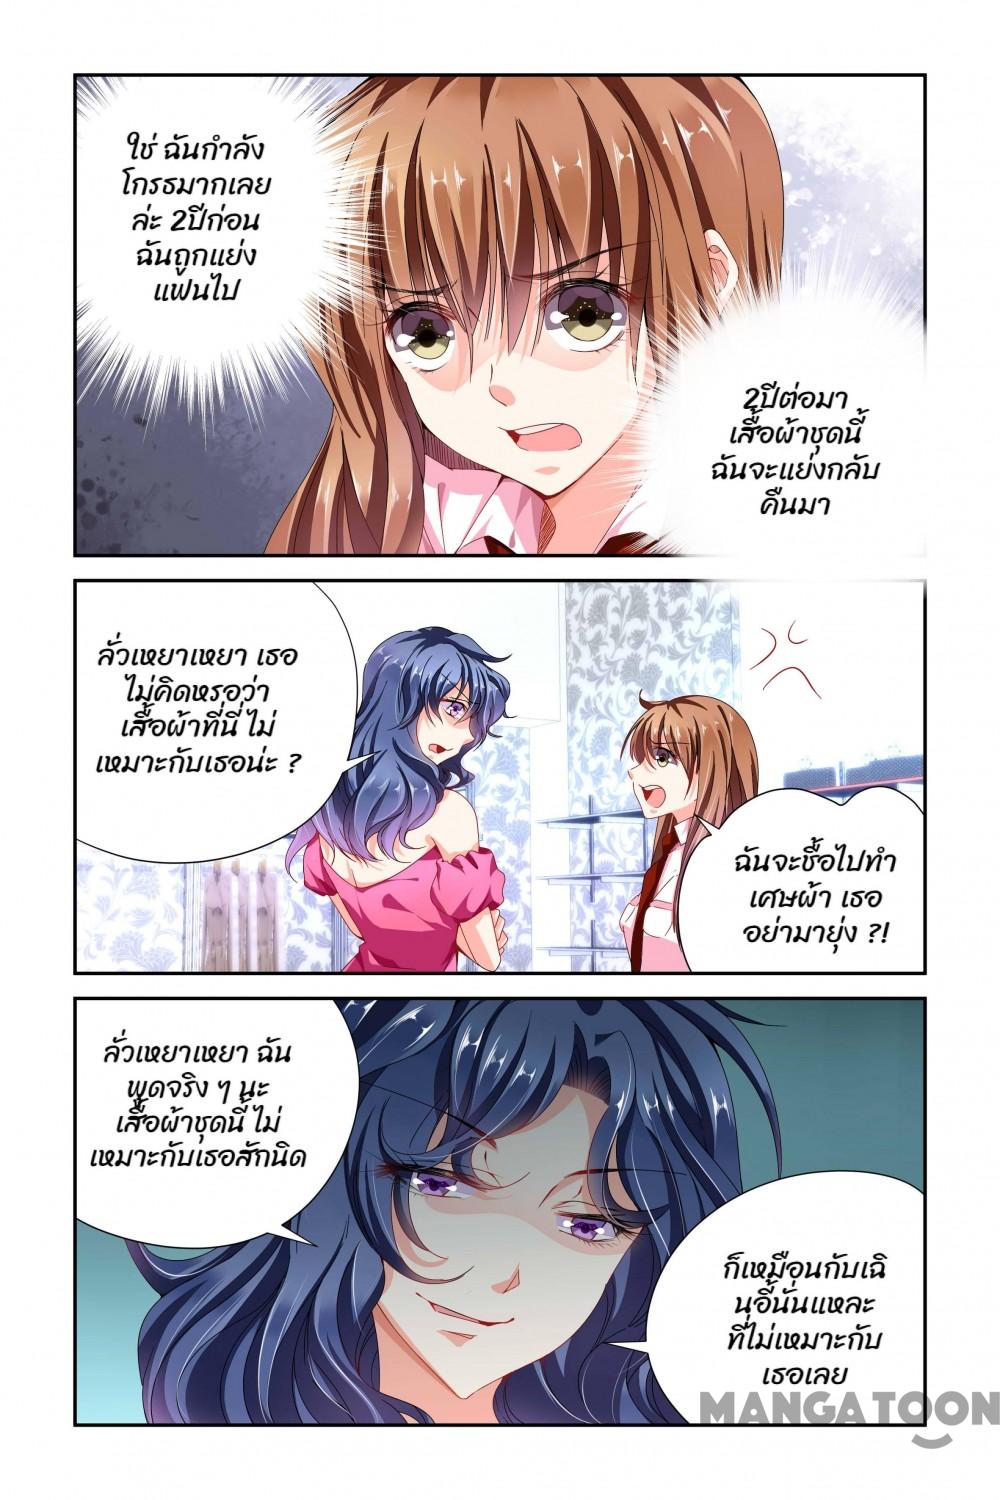 ใช่ ฉันกำลัง
โกรธมากเลย
ล่ะ 2ปีก่อน
ฉันถูกแย่ง
แฟนไป
2ปีต่อมา
เสื้อผ้าชุดนี้
ฉันจะแย่งกลับ
คืนมา
ลั่วเหยาเหยา เธอ
ไม่คิดหรอว่า
เสื้อผ้าที่นี่ ไม่
เหมาะกับเธอน่ะ ?
ฉันจะซื้อไปทำ
เศษผ้า เธอ
อย่ามายุ่ง ?!
ลั่วเหยาเหยา ฉัน
พูดจริง ๆ นะ
เสื้อผ้าชุดนี้ ไม่
เหมาะกับเธอสักนิด
ก็เหมือนกับเฉิ
นอี้นั่นแหละ
ที่ไม่เหมาะกับ
เธอเลย
MANGATOON